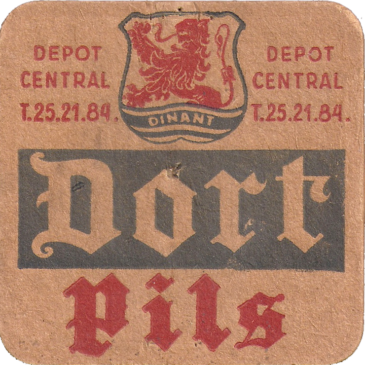 DEPOT
CENTRAL
T.25.21.84.
DINANT
DEPOT
CENTRAL
T.25.21.84.
Dort
Pils